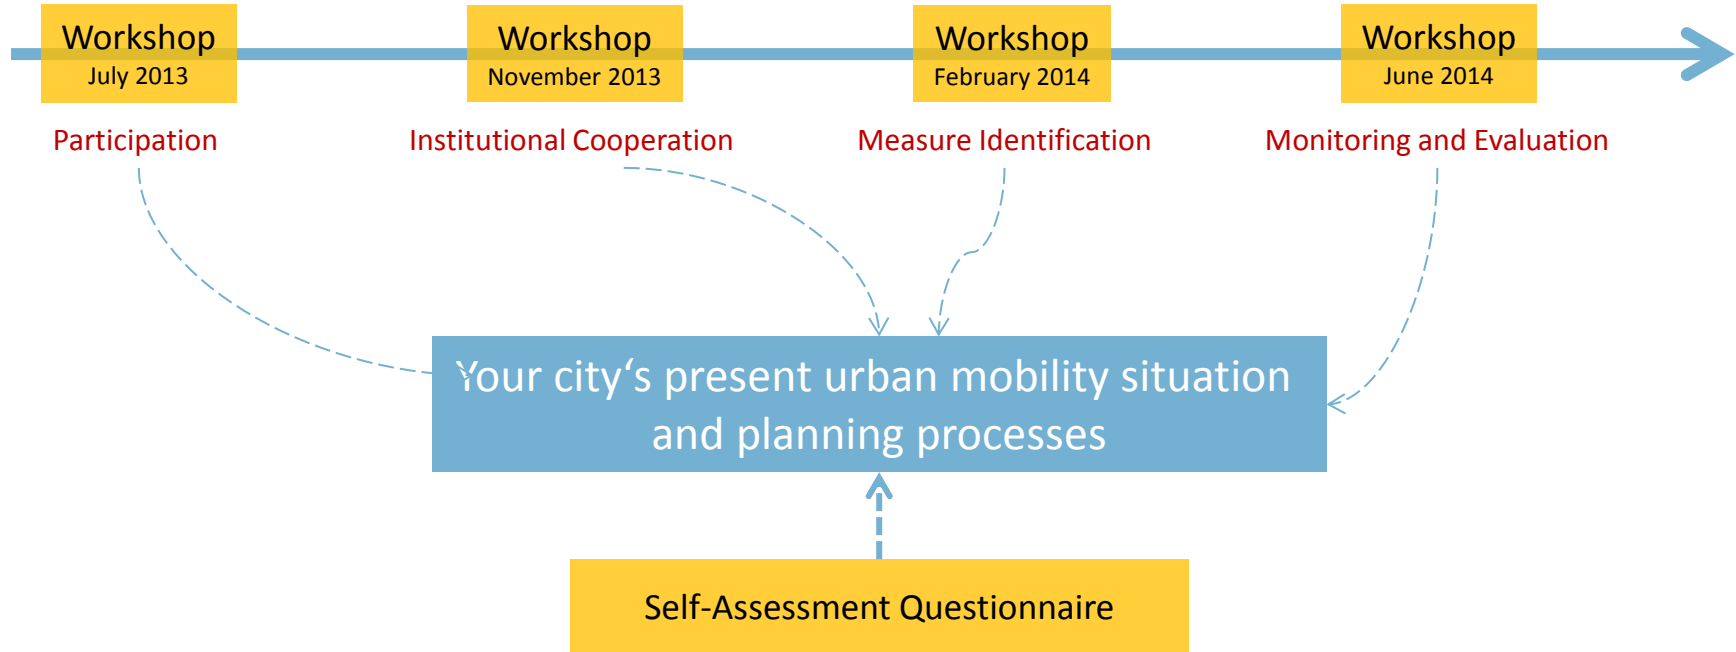 Workshop
July 2013
Workshop
November 2013
Workshop
February 2014
Workshop
June 2014
Participation
Institutional Cooperation
Measure Identification
Monitoring and Evaluation
Your city‘s present urban mobility situation
and planning processes
Self-Assessment Questionnaire